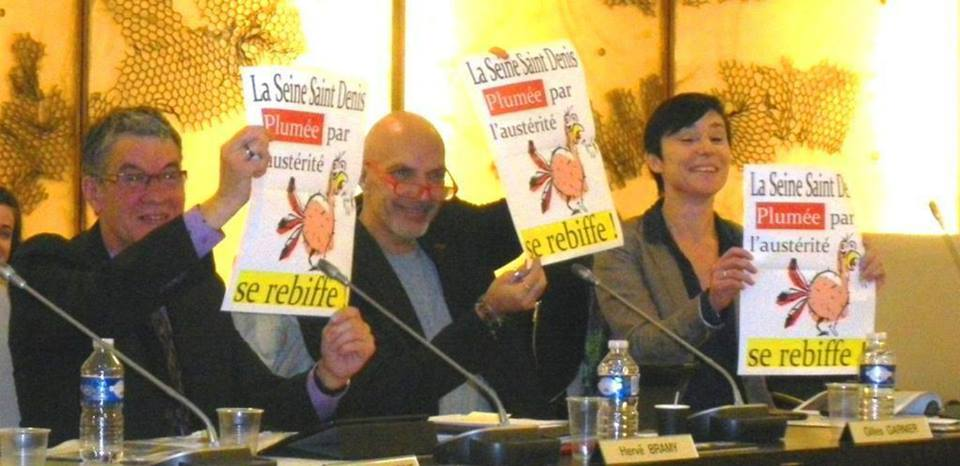 La Seine Saint Denis
Plumée par
l'austérité
se rebiffe !
La Seine Saint Denis
Plumée par
l'austérité
se rebiffe !
La Seine Saint De
Plumée par
l'austérité
se rebiffe !
Hervé BRAMY
Gilles GARNIER